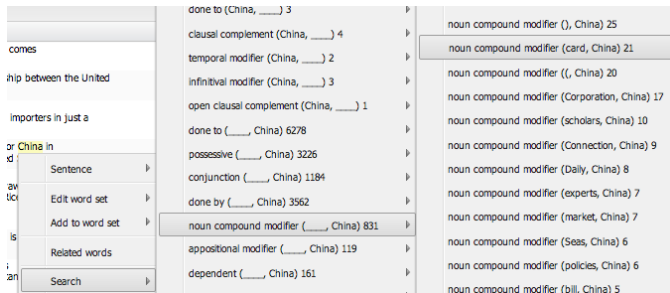 comes
ship between the United
importers in just a
or China in
Sentence
Edit word set
Add to word set
Related words
Search
done to (China, ____) 3
clausal complement (China, ____) 4
temporal modifier (China, ____) 2
infinitival modifier (China, ____) 3
open clausal complement (China, ____) 1
done to (____, China) 6278
possessive (____, China) 3226
conjunction (____, China) 1184
done by (____, China) 3562
noun compound modifier (____, China) 831
appositional modifier (____, China) 119
dependent (____, China) 161
noun compound modifier (), China) 25
noun compound modifier (card, China) 21
noun compound modifier ((, China) 20
noun compound modifier (Corporation, China) 17
noun compound modifier (scholars, China) 10
noun compound modifier (Connection, China) 9
noun compound modifier (Daily, China) 8
noun compound modifier (experts, China) 7
noun compound modifier (market, China) 7
noun compound modifier (Seas, China) 6
noun compound modifier (policies, China) 6
noun compound modifier (bill, China) 5